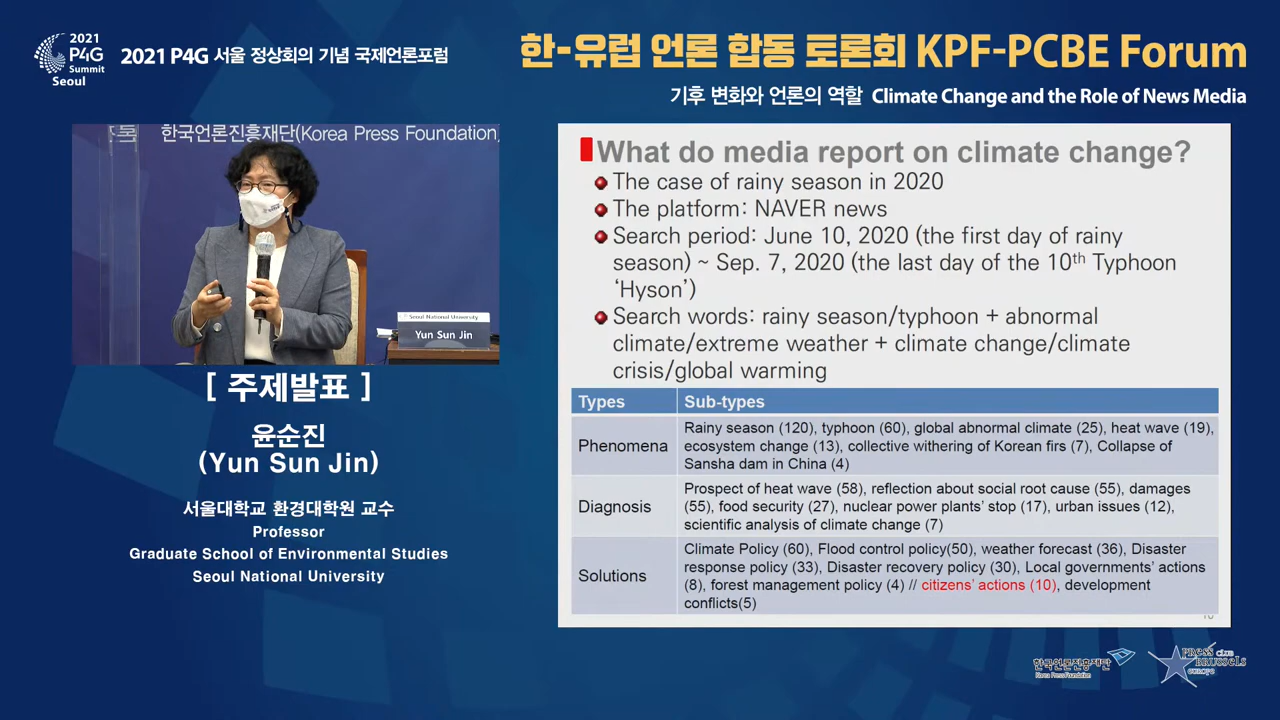 2021
P4G
Summit
Seoul
2021 P4G 서울 정상회의 기념 국제언론포럼
한-유럽 언론 합동 토론회 KPF-PCBE Forum
기후 변화와 언론의 역할 Climate Change and the Role of News Media
한국언론진흥재단(Korea Press Foundation
Seoul National University
Yun Sun Jin
[ 주제발표 ]
윤순진
(Yun Sun Jin)
서울대학교 환경대학원 교수
Professor
Graduate School of Environmental Studies
Seoul National University
What do media report on climate change?
The case of rainy season in 2020
The platform: NAVER news
Search period: June 10, 2020 (the first day of rainy
season) ~ Sep. 7, 2020 (the last day of the 10th Typhoon
‘Hyson’)
Search words: rainy season/typhoon + abnormal
climate/extreme weather + climate change/climate
crisis/global warming
Types Sub-types
Phenomena
Rainy season (120), typhoon (60), global abnormal climate (25), heat wave (19),
ecosystem change (13), collective withering of Korean firs (7), Collapse of
Sansha dam in China (4)
Diagnosis
Prospect of heat wave (58), reflection about social root cause (55), damages
(55), food security (27), nuclear power plants’ stop (17), urban issues (12),
scientific analysis of climate change (7)
Solutions
Climate Policy (60), Flood control policy(50), weather forecast (36), Disaster
response policy (33), Disaster recovery policy (30), Local governments’ actions
(8), forest management policy (4) // citizens’ actions (10), development
conflicts(5)
한국언론진흥재단
Korea Press Foundation
PRESS CLUB
BRUSSELS
europe